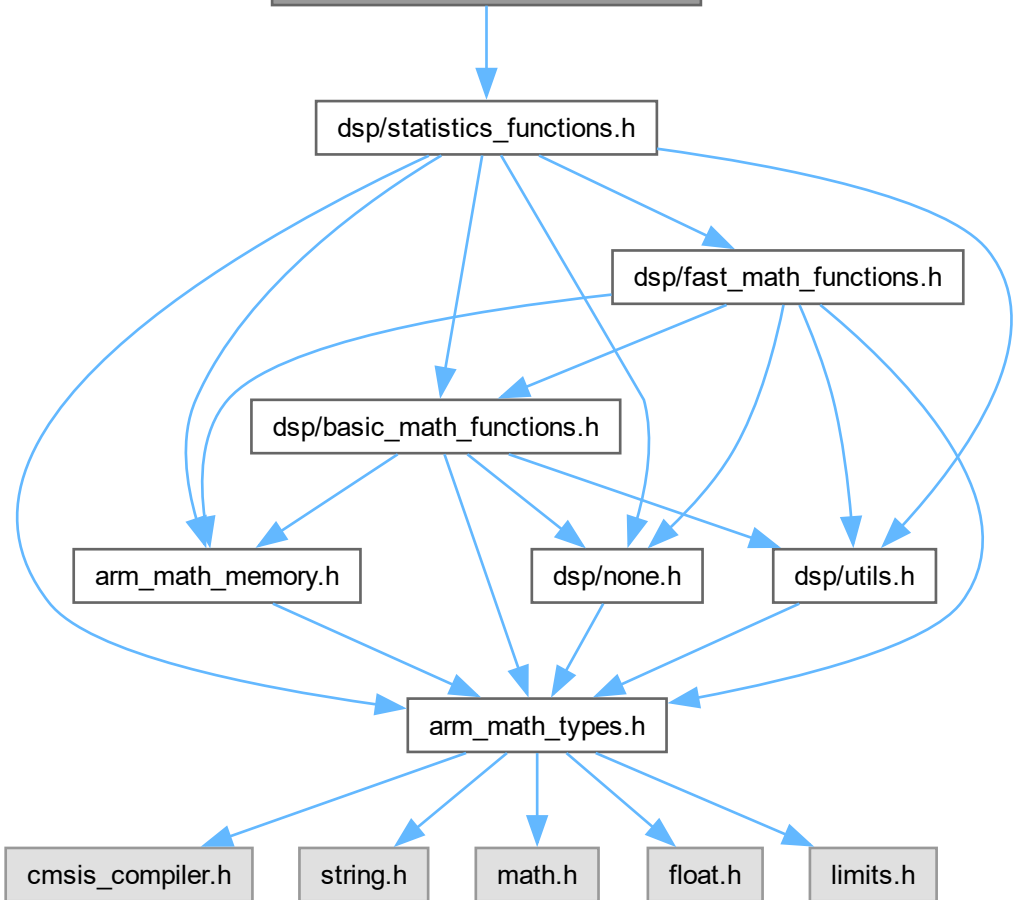 dsp/statistics_functions.h
dsp/fast_math_functions.h
dsp/basic_math_functions.h
arm_math_memory.h
dsp/none.h
dsp/utils.h
arm_math_types.h
cmsis_compiler.h
string.h
math.h
float.h
limits.h